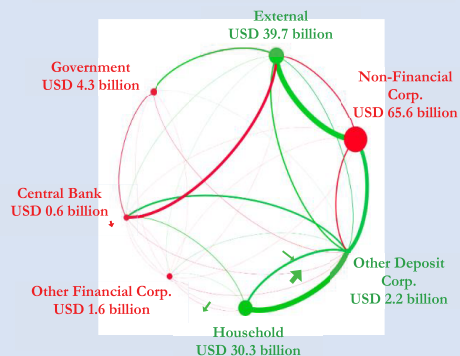 External
USD 39.7 billion
Government
USD 4.3 billion
Non-Financial
Corp.
USD 65.6 billion
Central Bank
USD 0.6 billion
Other Deposit
Corp.
USD 2.2 billion
Other Financial Corp.
USD 1.6 billion
Household
USD 30.3 billion